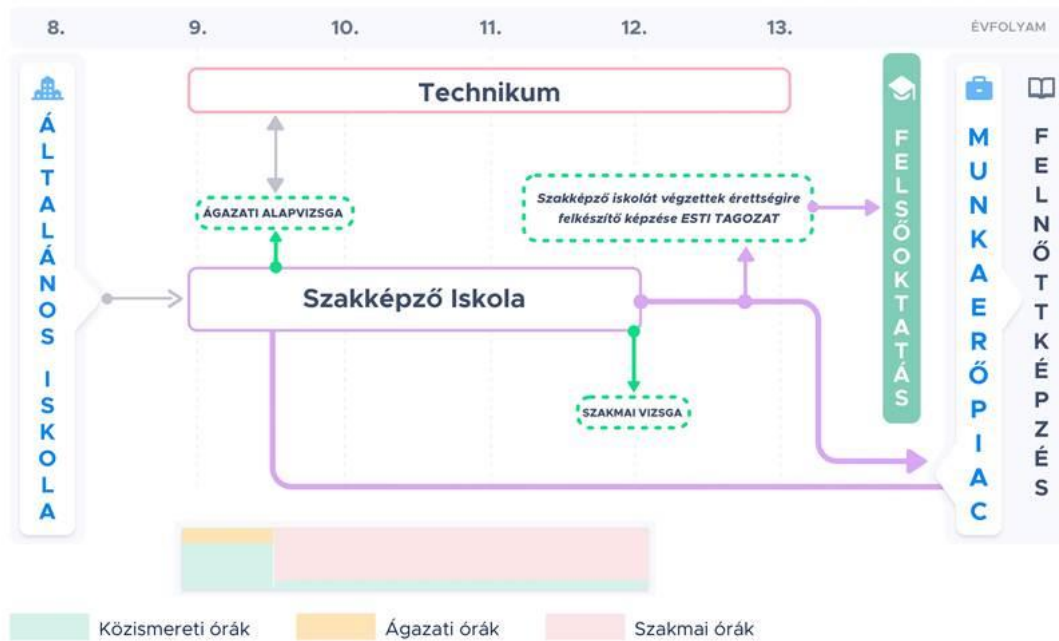 8. 9. 10. 11. 12. 13. ÉVFOLYAM
ÁLTALÁNOS ISKOLA
Technikum
ÁGAZATI ALAPVIZSGA
Szakképző iskolát végzettek érettségire
felkészítő képzése ESTI TAGOZAT
Szakképző Iskola
SZAKMAI VIZSGA
FELSŐOKTATÁS
MUNKAERŐPIAC
FELNŐTTKÉPZÉS
Közismereti órák
Ágazati órák
Szakmai órák